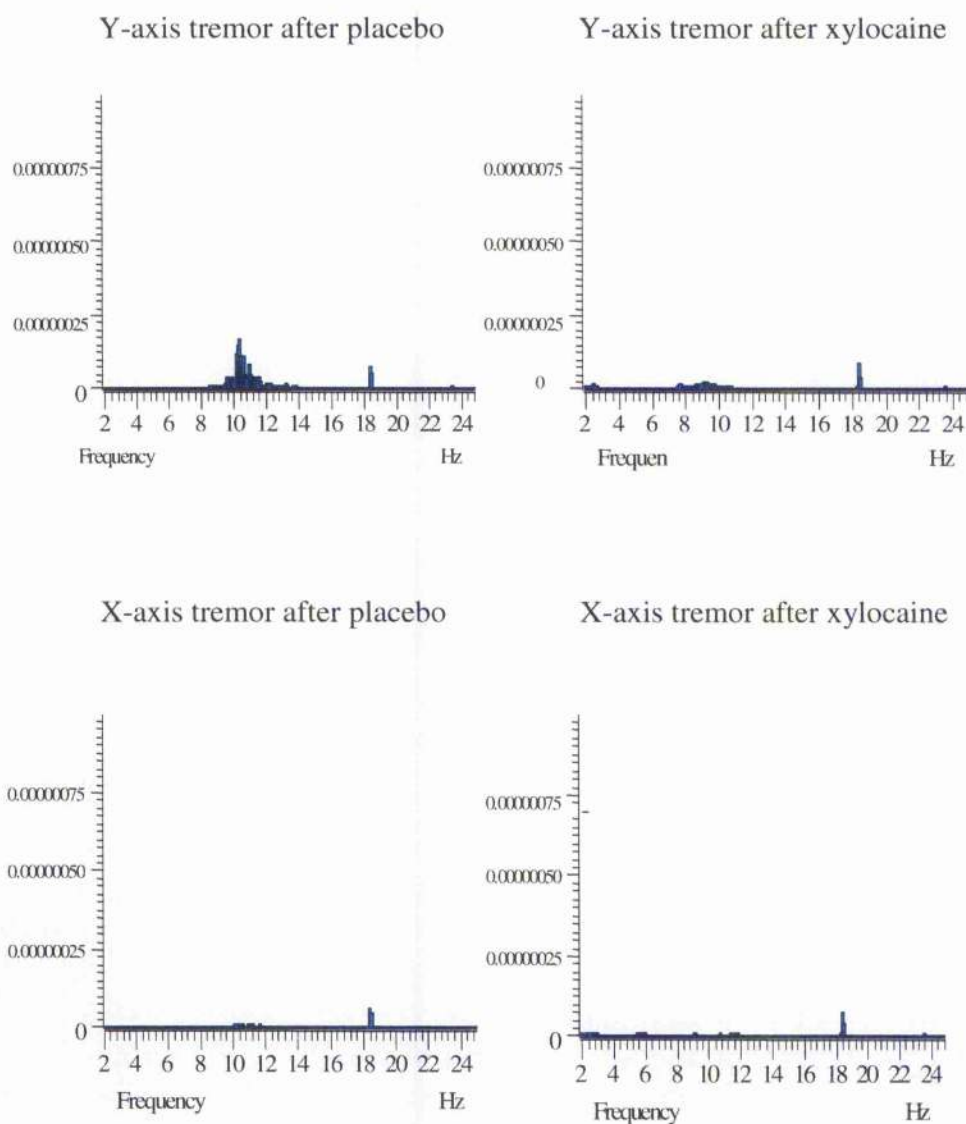 Y-axis tremor after placebo
0.00000075
0.00000050
0.00000025
0
2 4 6 8 10 12 14 16 18 20 22 24
Frequency Hz
Y-axis tremor after xylocaine
0.00000075
0.00000050
0.00000025
0
2 4 6 8 10 12 14 16 18 20 22 24
Frequen Hz
X-axis tremor after placebo
0.00000075
0.00000050
0.00000025
0
2 4 6 8 10 12 14 16 18 20 22 24
Frequency Hz
X-axis tremor after xylocaine
0.00000075
0.00000050
0.00000025
0
2 4 6 8 10 12 14 16 18 20 22 24
Frequency Hz